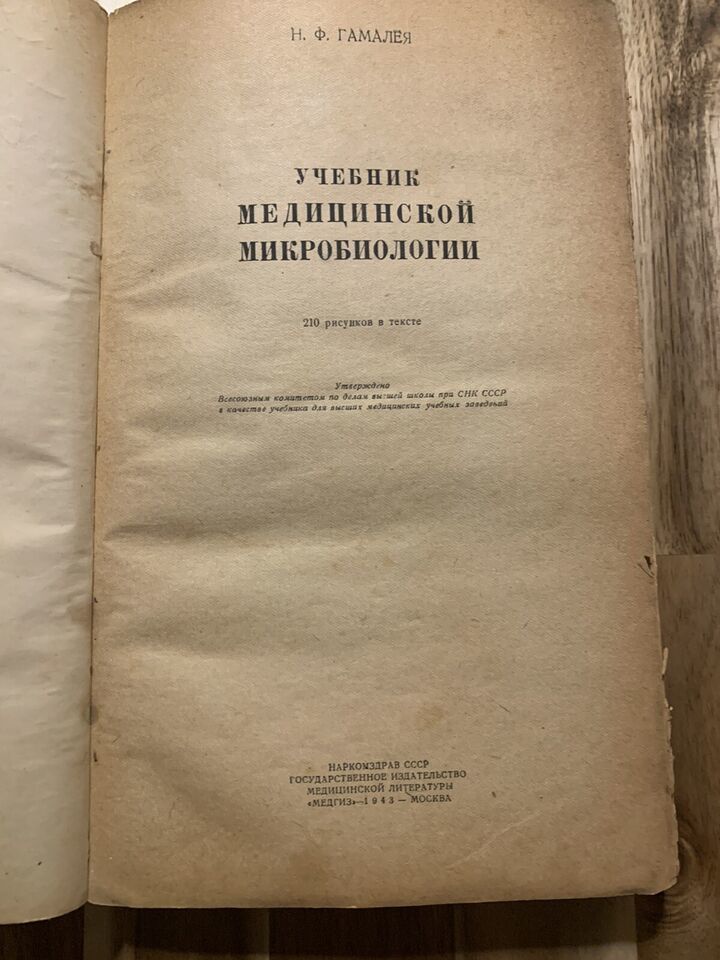 Н. Ф. ГАМАЛЕЯ
УЧЕБНИК
МЕДИЦИНСКОЙ
МИКРОБИОЛОГИИ
210 рисунков в тексте
Утверждено
Всесоюзным комитетом по делам высшей школы при СНК СССР
в качестве учебника для высших медицинских учебных заведений
НАРКОМЗДРАВ СССР
ГОСУДАРСТВЕННОЕ ИЗДАТЕЛЬСТВО
МЕДИЦИНСКОЙ ЛИТЕРАТУРЫ
«МЕДГИЗ»—1943 — МОСКВА